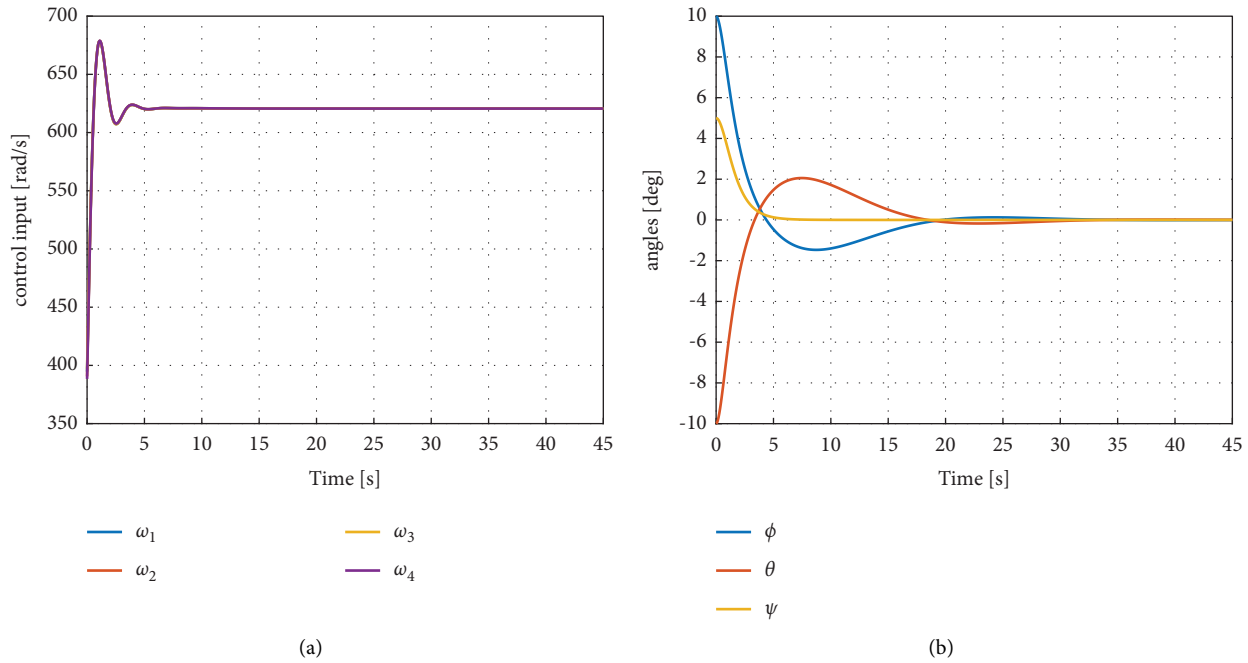 700
650
600
550
500
450
400
350
control input [rad/s]
0 5 10 15 20 25 30 35 40 45
Time [s]
ω1
ω2
ω3
ω4
(a)
10
8
6
4
2
0
-2
-4
-6
-8
-10
angles [deg]
0 5 10 15 20 25 30 35 40 45
Time [s]
ϕ
θ
ψ
(b)